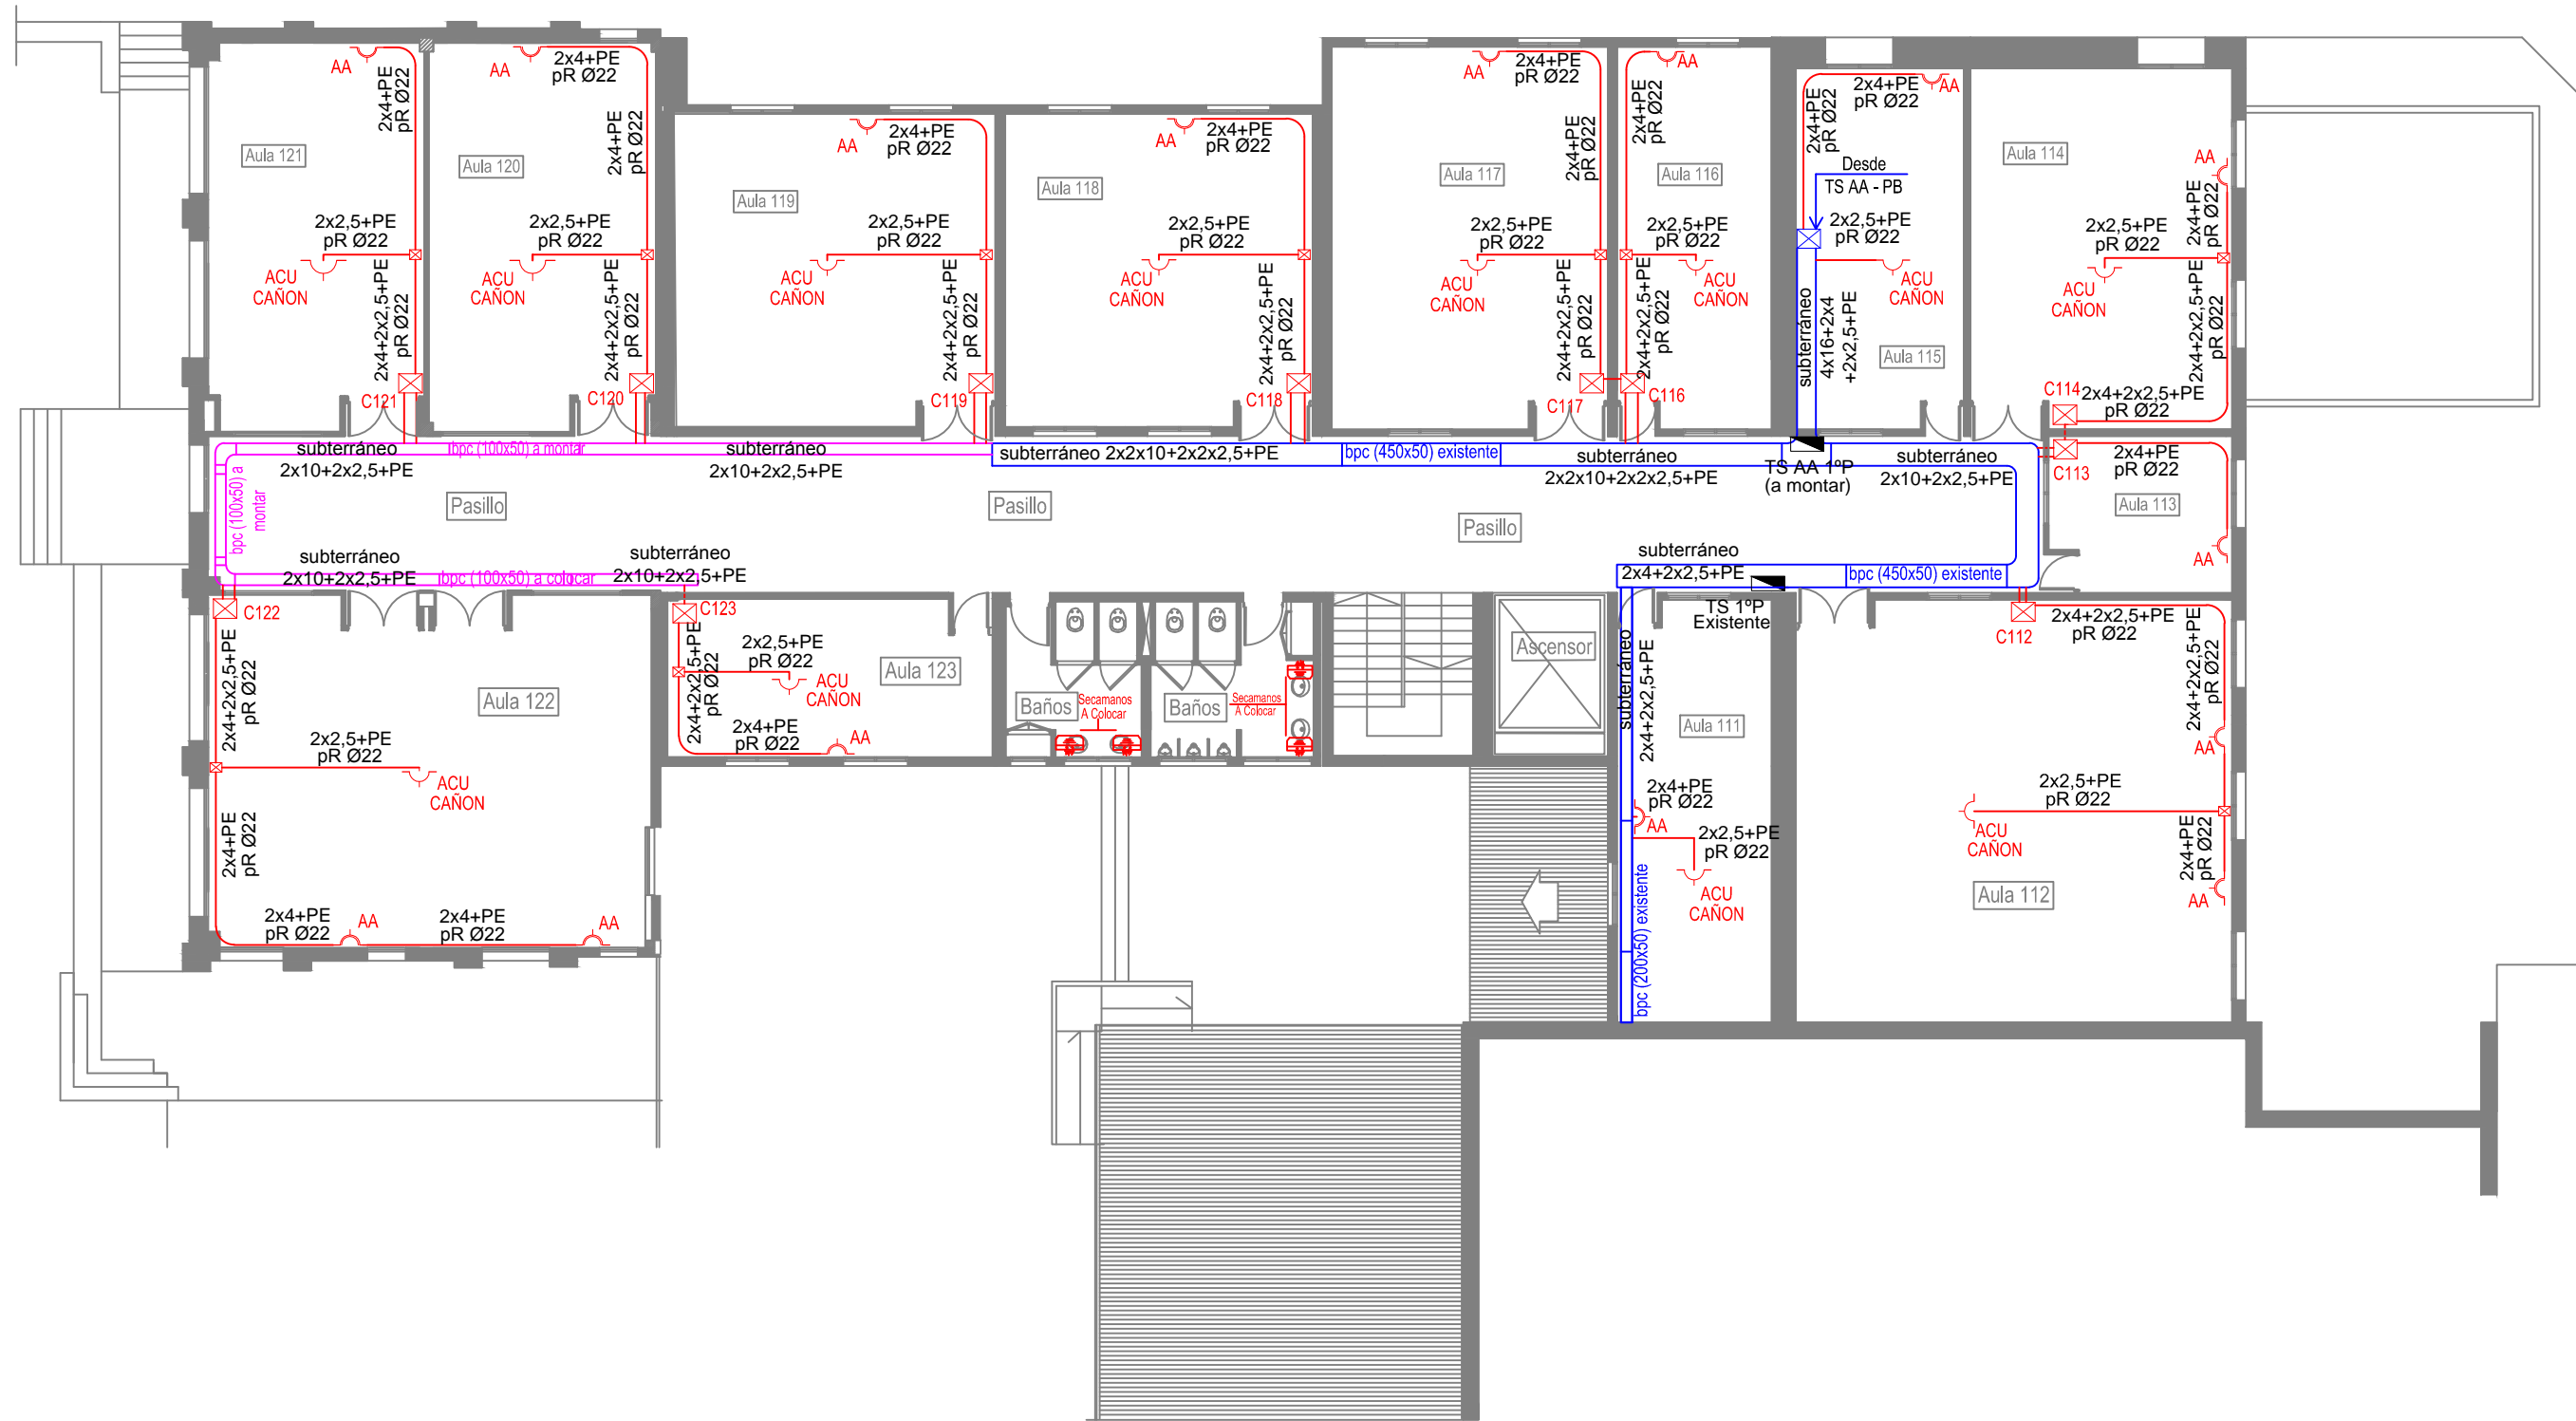 AA
2x4+PE
pR Ø22
Aula 121
2x2,5+PE
pR Ø22
ACU
CAÑON
2x4+2x2,5+PE
pR Ø22
C121
AA
2x4+PE
pR Ø22
2x4+PE
pR Ø22
Aula 120
2x2,5+PE
pR Ø22
ACU
CAÑON
2x4+2x2,5+PE
pR Ø22
C120
2x4+PE
pR Ø22
AA
Aula 119
2x2,5+PE
pR Ø22
ACU
CAÑON
2x4+2x2,5+PE
pR Ø22
C119
2x4+PE
pR Ø22
AA
Aula 118
2x2,5+PE
pR Ø22
ACU
CAÑON
2x4+2x2,5+PE
pR Ø22
C118
AA
2x4+PE
pR Ø22
2x4+PE
pR Ø22
Aula 117
2x2,5+PE
pR Ø22
ACU
CAÑON
2x4+2x2,5+PE
pR Ø22
C117
AA
2x4+PE
pR Ø22
Aula 116
2x2,5+PE
pR Ø22
ACU
CAÑON
2x4+2x2,5+PE
pR Ø22
C116
2x4+PE
pR Ø22
AA
2x4+PE
pR Ø22
Desde
TS AA - PB
2x2,5+PE
pR Ø22
ACU
CAÑON
subterráneo
4x16+2x4
+2x2,5+PE
Aula 115
Aula 114
AA
2x4+PE
pR Ø22
2x2,5+PE
pR Ø22
ACU
CAÑON
2x4+2x2,5+PE
pR Ø22
C114
2x4+2x2,5+PE
pR Ø22
subterráneo
2x10+2x2,5+PE
bpc (100x50) a montar
subterráneo
2x10+2x2,5+PE
subterráneo 2x2x10+2x2x2,5+PE
bpc (450x50) existente
subterráneo
2x2x10+2x2x2,5+PE
TS AA 1ºP
(a montar)
subterráneo
2x10+2x2,5+PE
C113
2x4+PE
pR Ø22
Aula 113
AA
bpc (100x50) a
montar
Pasillo
Pasillo
Pasillo
subterráneo
2x10+2x2,5+PE
bpc (100x50) a colocar
subterráneo
2x10+2x2,5+PE
subterráneo
2x4+2x2,5+PE
bpc (450x50) existente
TS 1ºP
Existente
C122
2x4+2x2,5+PE
pR Ø22
Aula 122
2x2,5+PE
pR Ø22
ACU
CAÑON
2x4+PE
pR Ø22
2x4+PE
pR Ø22
AA
2x4+PE
pR Ø22
AA
C123
2x4+2x2,5+PE
pR Ø22
2x2,5+PE
pR Ø22
ACU
CAÑON
Aula 123
2x4+PE
pR Ø22
AA
Baños
Secamanos
A Colocar
Baños
Secamanos
A Colocar
Ascensor
subterráneo
2x4+2x2,5+PE
Aula 111
2x4+PE
pR Ø22
AA
2x2,5+PE
pR Ø22
ACU
CAÑON
bpc (200x50) existente
C112
2x4+2x2,5+PE
pR Ø22
2x4+2x2,5+PE
pR Ø22
AA
2x2,5+PE
pR Ø22
ACU
CAÑON
2x4+PE
pR Ø22
Aula 112
AA